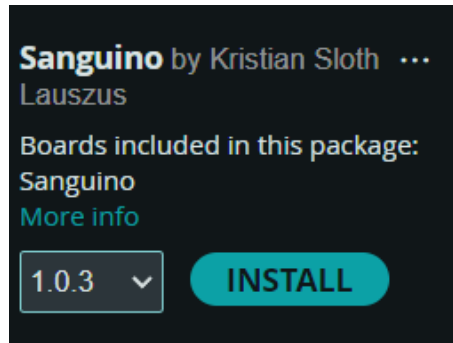 Sanguino by Kristian Sloth ...
Lauszus
Boards included in this package:
Sanguino
More info
1.0.3 INSTALL